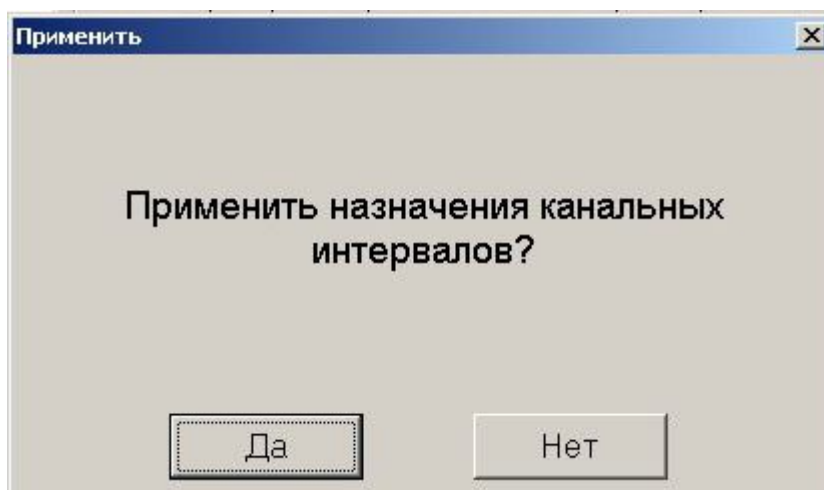 Применить
Применить назначения канальных
интервалов?
Да Нет